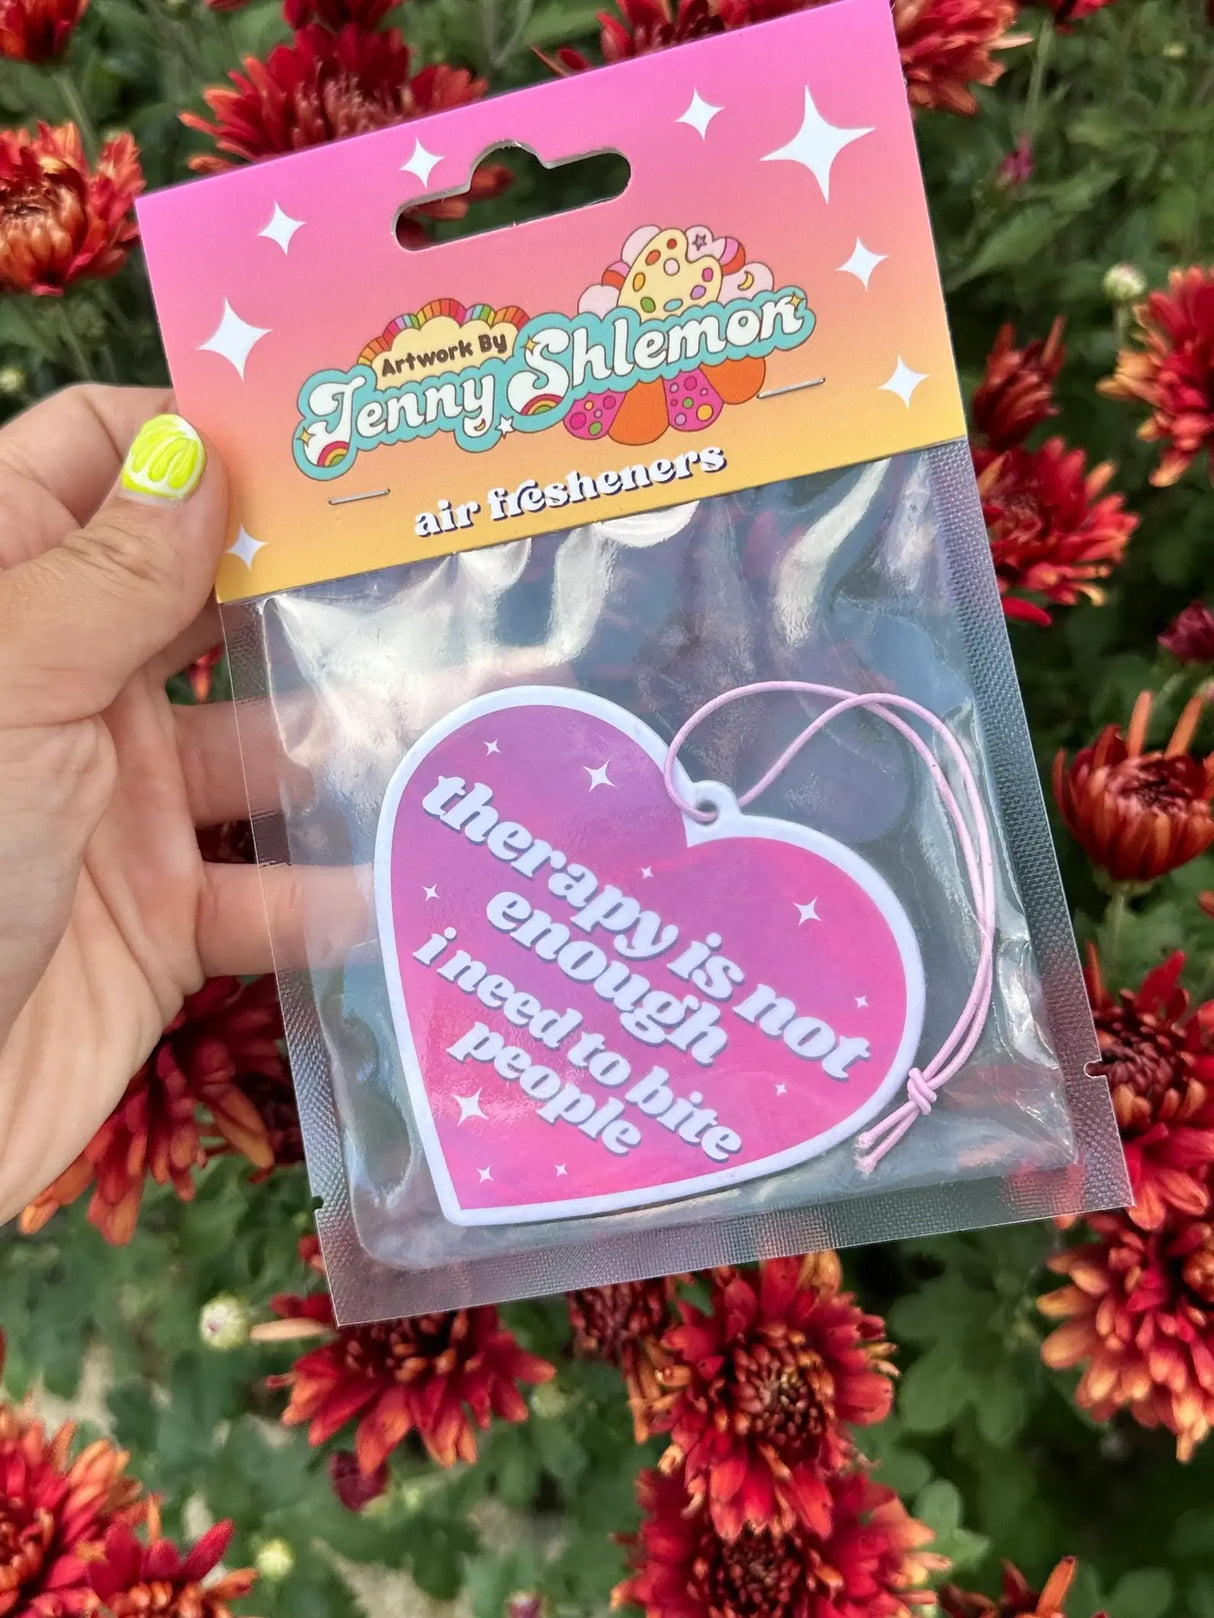 Artwork By
Jenny Shlemon
air fresheners
therapy is not
enough
i need to bite
people